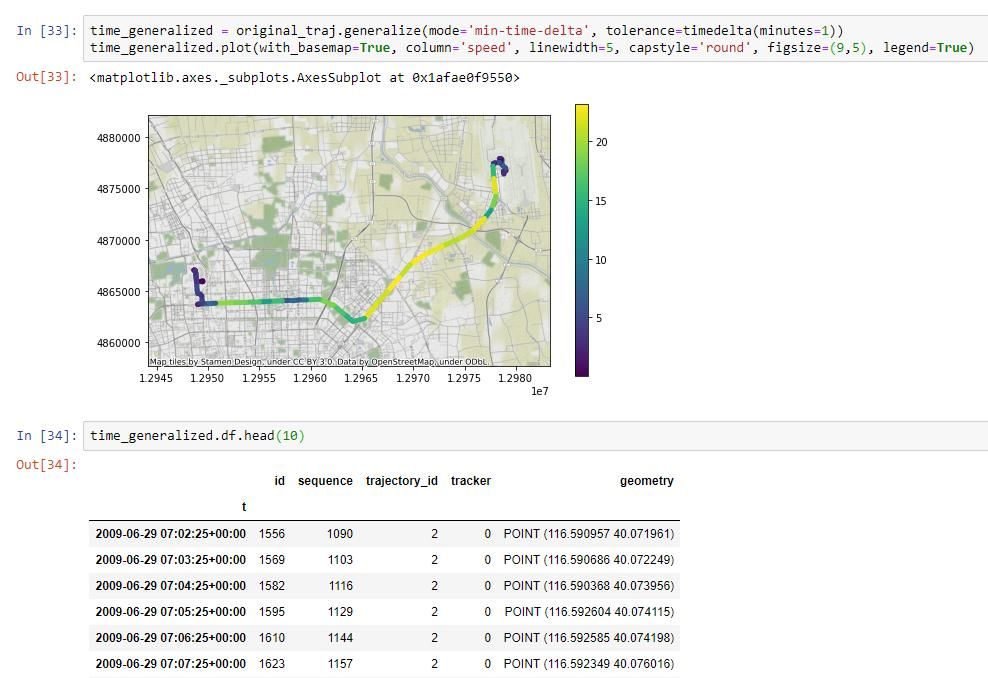 In [33]: time_generalized = original_traj.generalize(mode='min-time-delta', tolerance=timedelta(minutes=1))
time_generalized.plot(with_basemap=True, column='speed', linewidth=5, capstyle='round', figsize=(9,5), legend=True)
Out[33]: <matplotlib.axes._subplots.AxesSubplot at 0x1afae0f9550>
4880000
4875000
4870000
4865000
4860000
Map tiles by Stamen Design, under CC BY 3.0. Data by OpenStreetMap, under ODbL.
1.2945 1.2950 1.2955 1.2960 1.2965 1.2970 1.2975 1.2980
1e7
20
15
10
5
In [34]: time_generalized.df.head(10)
Out[34]:
id sequence trajectory_id tracker geometry
t
2009-06-29 07:02:25+00:00 1556 1090 2 0 POINT (116.590957 40.071961)
2009-06-29 07:03:25+00:00 1569 1103 2 0 POINT (116.590686 40.072249)
2009-06-29 07:04:25+00:00 1582 1116 2 0 POINT (116.590368 40.073956)
2009-06-29 07:05:25+00:00 1595 1129 2 0 POINT (116.592604 40.074115)
2009-06-29 07:06:25+00:00 1610 1144 2 0 POINT (116.592585 40.074198)
2009-06-29 07:07:25+00:00 1623 1157 2 0 POINT (116.592349 40.076016)